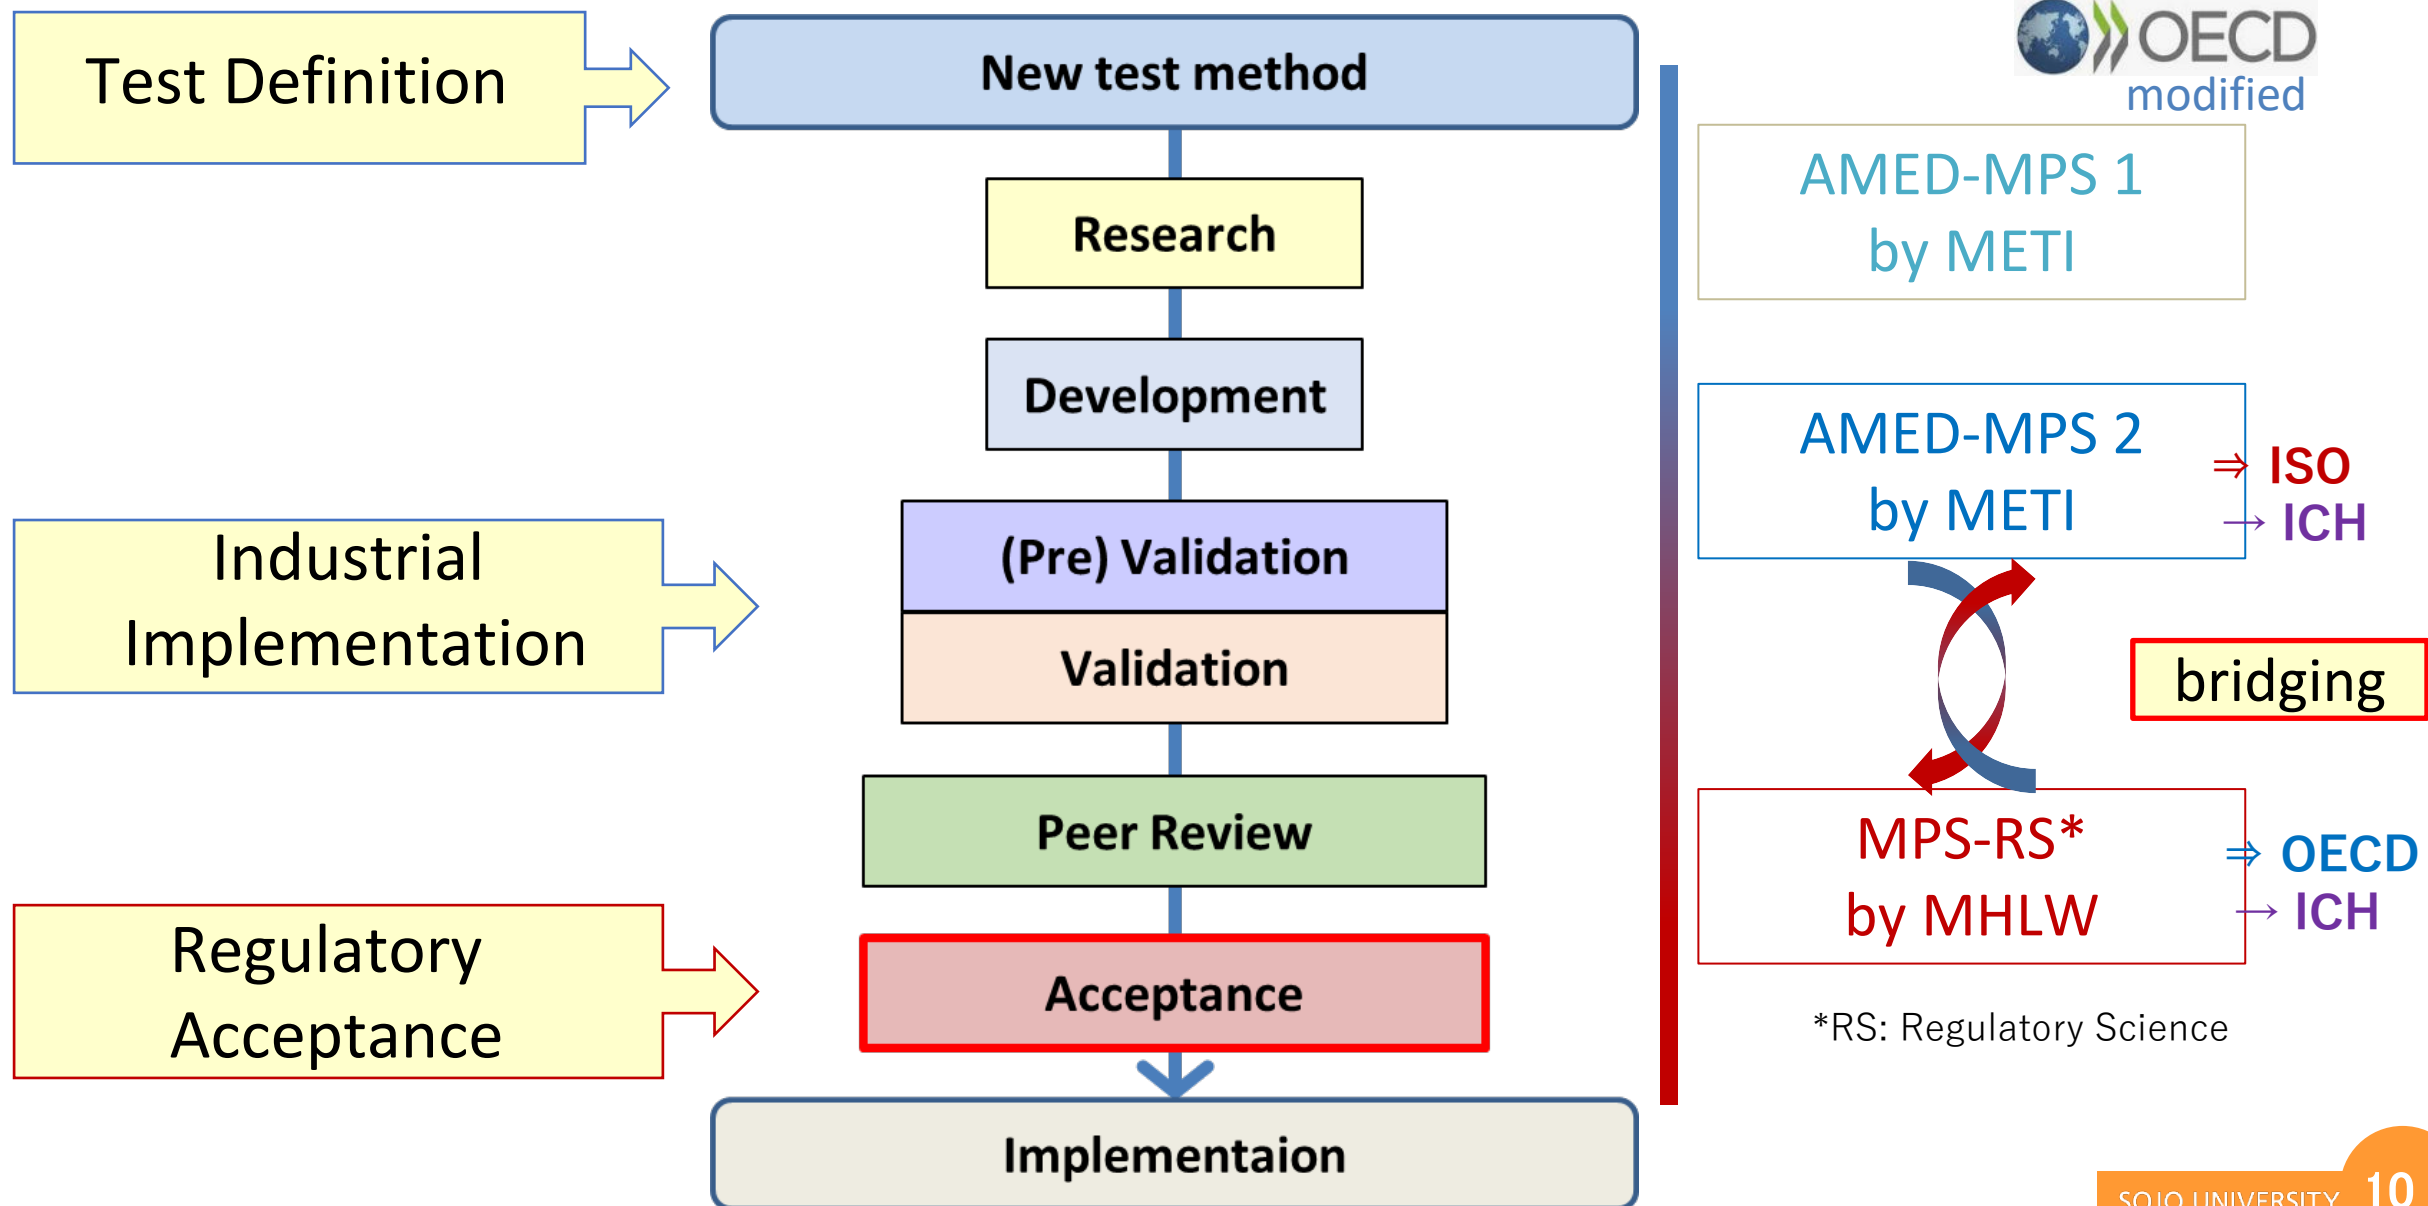 Test Definition
New test method
Research
Development
Industrial
Implementation
(Pre) Validation
Validation
Peer Review
Regulatory
Acceptance
Acceptance
Implementaion
OECD
modified
AMED-MPS 1
by METI
AMED-MPS 2
by METI
⇒ ISO
→ ICH
bridging
MPS-RS*
by MHLW
⇒ OECD
→ ICH
*RS: Regulatory Science
SOJO UNIVERSITY 10